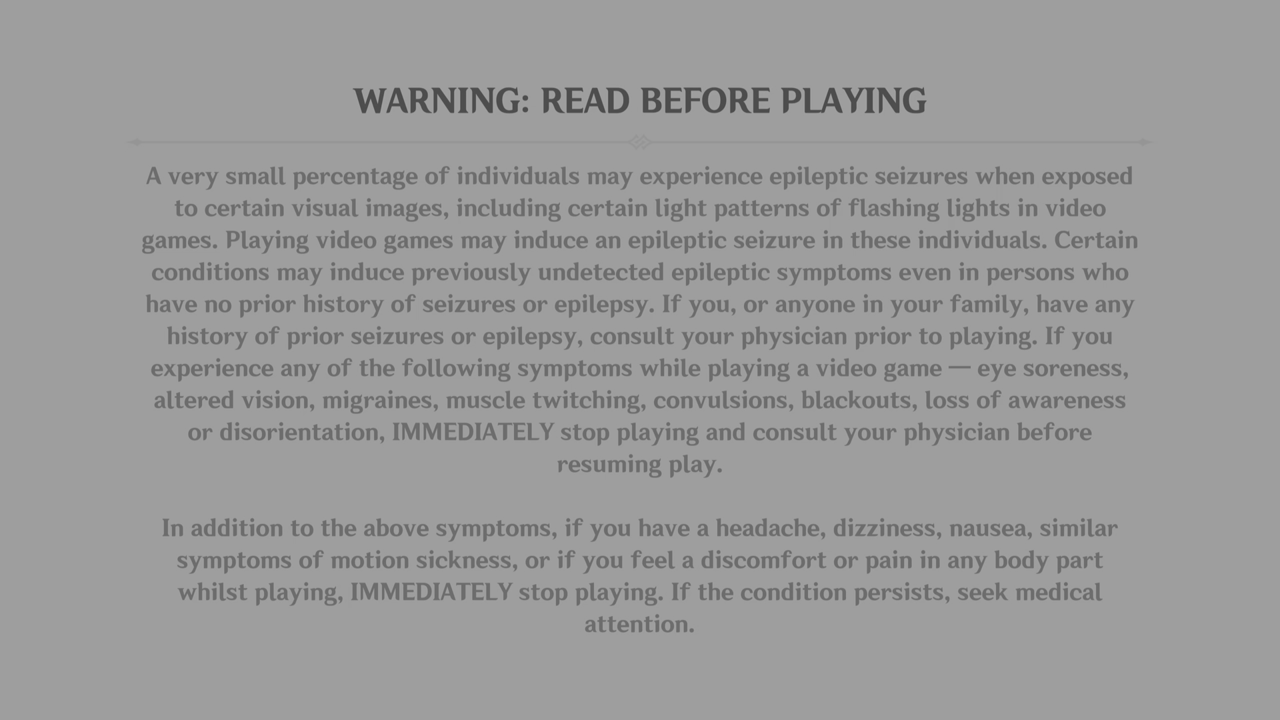 WARNING: READ BEFORE PLAYING
A very small percentage of individuals may experience epileptic seizures when exposed
to certain visual images, including certain light patterns of flashing lights in video
games. Playing video games may induce an epileptic seizure in these individuals. Certain
conditions may induce previously undetected epileptic symptoms even in persons who
have no prior history of seizures or epilepsy. If you, or anyone in your family, have any
history of prior seizures or epilepsy, consult your physician prior to playing. If you
experience any of the following symptoms while playing a video game — eye soreness,
altered vision, migraines, muscle twitching, convulsions, blackouts, loss of awareness
or disorientation, IMMEDIATELY stop playing and consult your physician before
resuming play.
In addition to the above symptoms, if you have a headache, dizziness, nausea, similar
symptoms of motion sickness, or if you feel a discomfort or pain in any body part
whilst playing, IMMEDIATELY stop playing. If the condition persists, seek medical
attention.